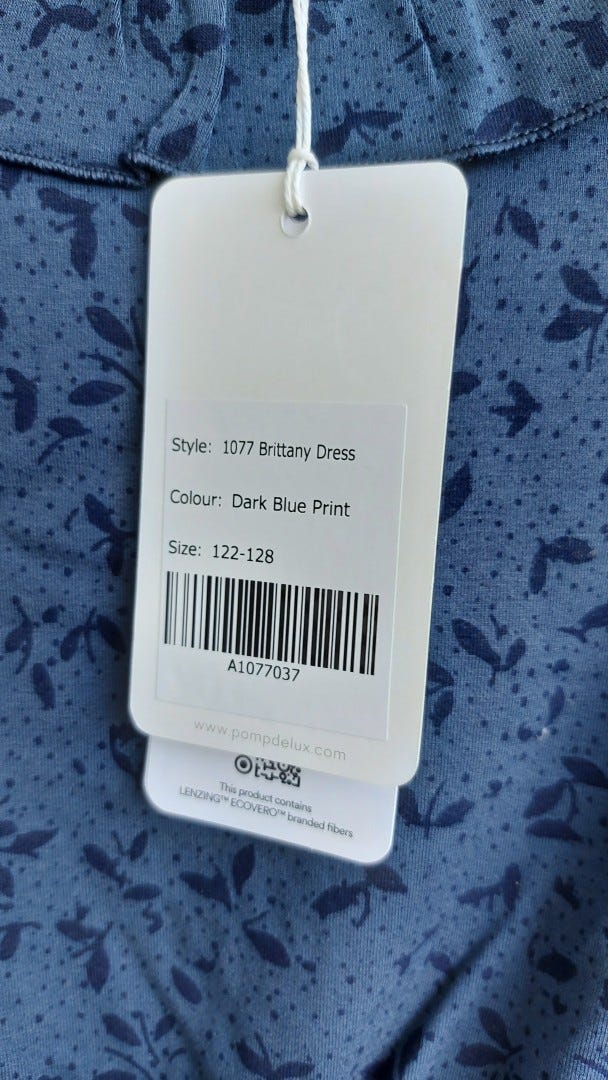 Style: 1077 Brittany Dress
Colour: Dark Blue Print
Size: 122-128
A1077037
www.pompdelux.com
This product contains
LENZING™ ECOVERO™ branded fibers